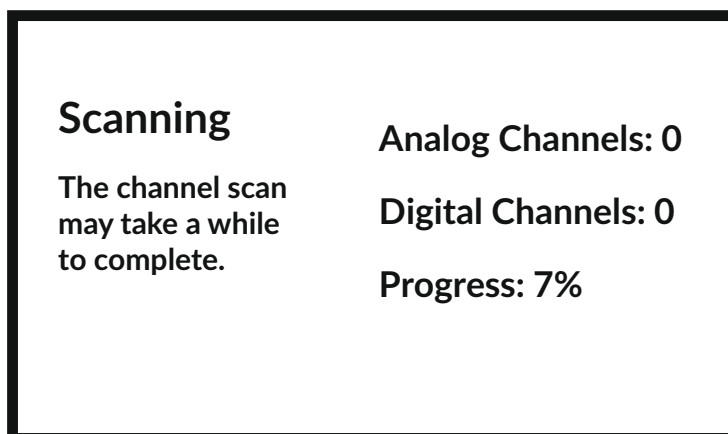 Scanning
The channel scan
may take a while
to complete.
Analog Channels: 0
Digital Channels: 0
Progress: 7%